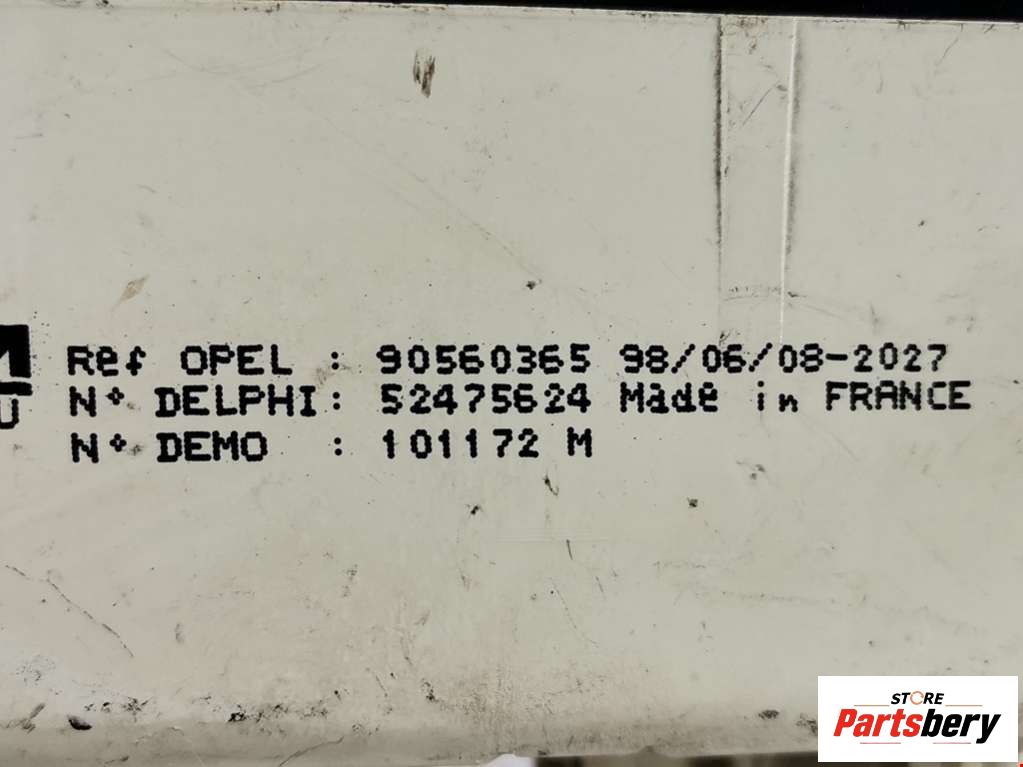 Ref OPEL : 90560365 98/06/08-2027
N° DELPHI: 52475624 Made in FRANCE
N° DEMO : 101172 M
U
STORE
Partsbery